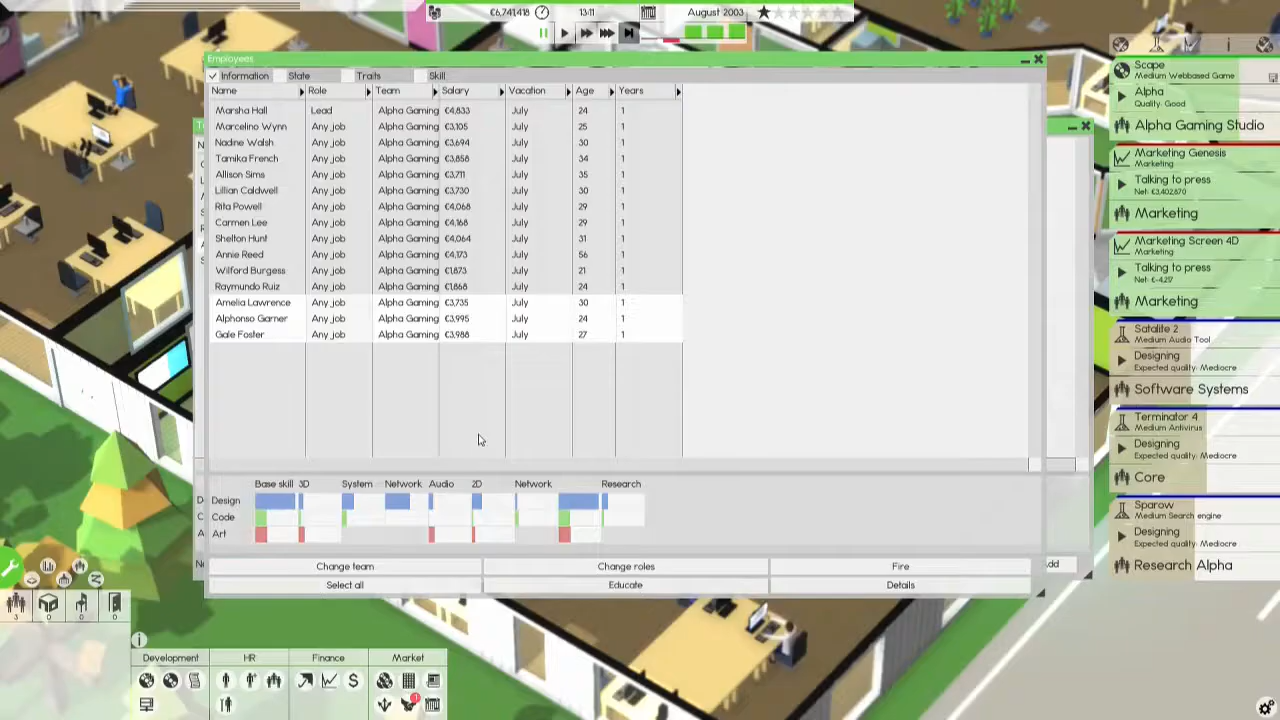 €6,741,418
13:11
August 2003
Employees
Information State Traits Skill
Name Role Team Salary Vacation Age Years
Marsha Hall Lead Alpha Gaming €4,833 July 24 1
Marcelino Wynn Any job Alpha Gaming €3,105 July 25 1
Nadine Walsh Any job Alpha Gaming €3,694 July 30 1
Tamika French Any job Alpha Gaming €3,858 July 34 1
Allison Sims Any job Alpha Gaming €3,711 July 35 1
Lillian Caldwell Any job Alpha Gaming €3,730 July 30 1
Rita Powell Any job Alpha Gaming €4,068 July 29 1
Carmen Lee Any job Alpha Gaming €4,168 July 29 1
Shelton Hunt Any job Alpha Gaming €4,064 July 31 1
Annie Reed Any job Alpha Gaming €4,173 July 56 1
Wilford Burgess Any job Alpha Gaming €1,873 July 21 1
Raymundo Ruiz Any job Alpha Gaming €1,868 July 24 1
Amelia Lawrence Any job Alpha Gaming €3,735 July 30 1
Alphonso Garner Any job Alpha Gaming €3,995 July 24 1
Gale Foster Any job Alpha Gaming €3,988 July 27 1
Base skill 3D System Network Audio 2D Network Research
Design
Code
Art
Change team Change roles Fire
Select all Educate Details
Scape
Medium Webbased Game
Alpha
Quality: Good
Alpha Gaming Studio
Marketing Genesis
Marketing
Talking to press
Net: €3,402,870
Marketing
Marketing Screen 4D
Marketing
Talking to press
Marketing
Satalite 2
Medium Audio Tool
Designing
Expected quality: Mediocre
Software Systems
Terminator 4
Medium Antivirus
Designing
Expected quality: Mediocre
Core
Sparow
Medium Search engine
Designing
Expected quality: Mediocre
Research Alpha
3 0 0 0
Development HR Finance Market